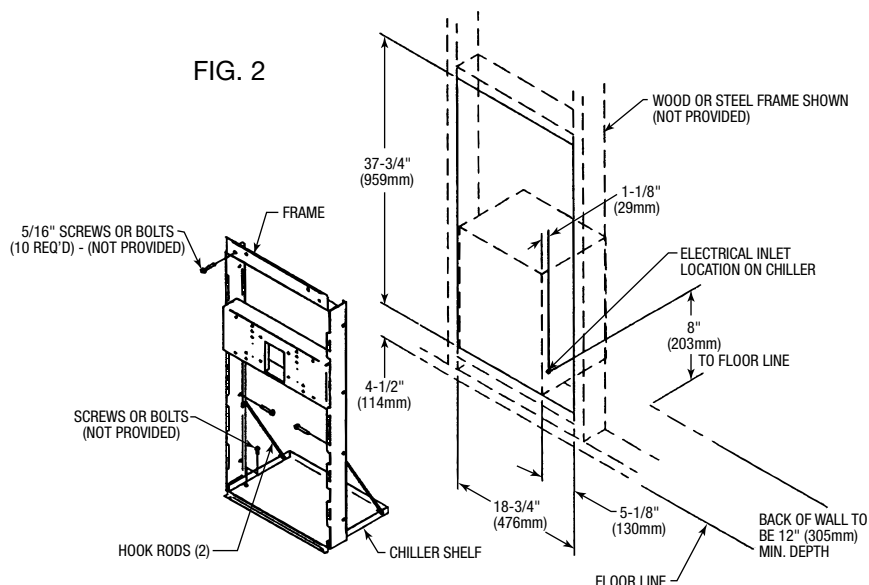 FIG. 2
WOOD OR STEEL FRAME SHOWN
(NOT PROVIDED)
37-3/4"
(959mm)
1-1/8"
(29mm)
FRAME
5/16" SCREWS OR BOLTS
(10 REQ'D) - (NOT PROVIDED)
ELECTRICAL INLET
LOCATION ON CHILLER
8"
(203mm)
TO FLOOR LINE
4-1/2"
(114mm)
SCREWS OR BOLTS
(NOT PROVIDED)
18-3/4"
(476mm)
5-1/8"
(130mm)
BACK OF WALL TO
BE 12" (305mm)
MIN. DEPTH
HOOK RODS (2)
CHILLER SHELF
FLOOR LINE